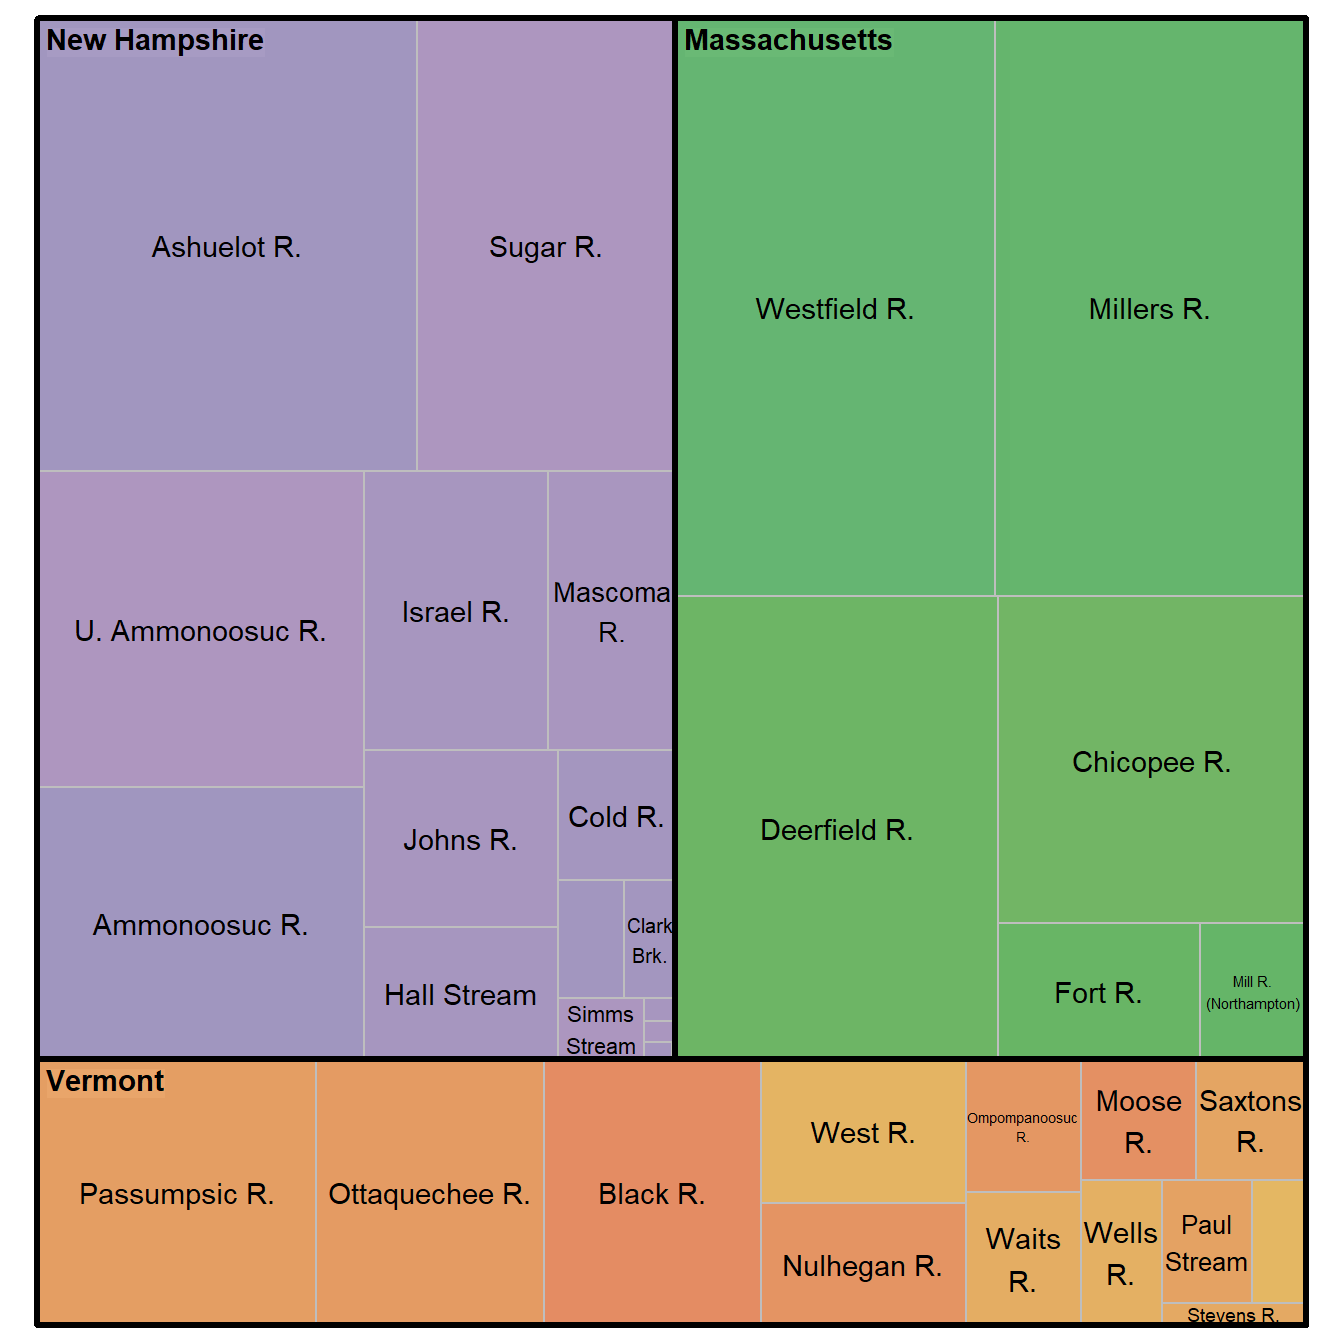 New Hampshire
Ashuelot R.
Sugar R.
U. Ammonoosuc R.
Israel R.
Mascoma
R.
Ammonoosuc R.
Johns R.
Cold R.
Clark
Brk.
Hall Stream
Simms
Stream
Massachusetts
Westfield R.
Millers R.
Deerfield R.
Chicopee R.
Fort R.
Mill R.
(Northampton)
Vermont
Passumpsic R.
Ottaquechee R.
Black R.
West R.
Nulhegan R.
Ompompanoosuc
R.
Waits
R.
Moose
R.
Saxtons
R.
Wells
R.
Paul
Stream
Stevens R.